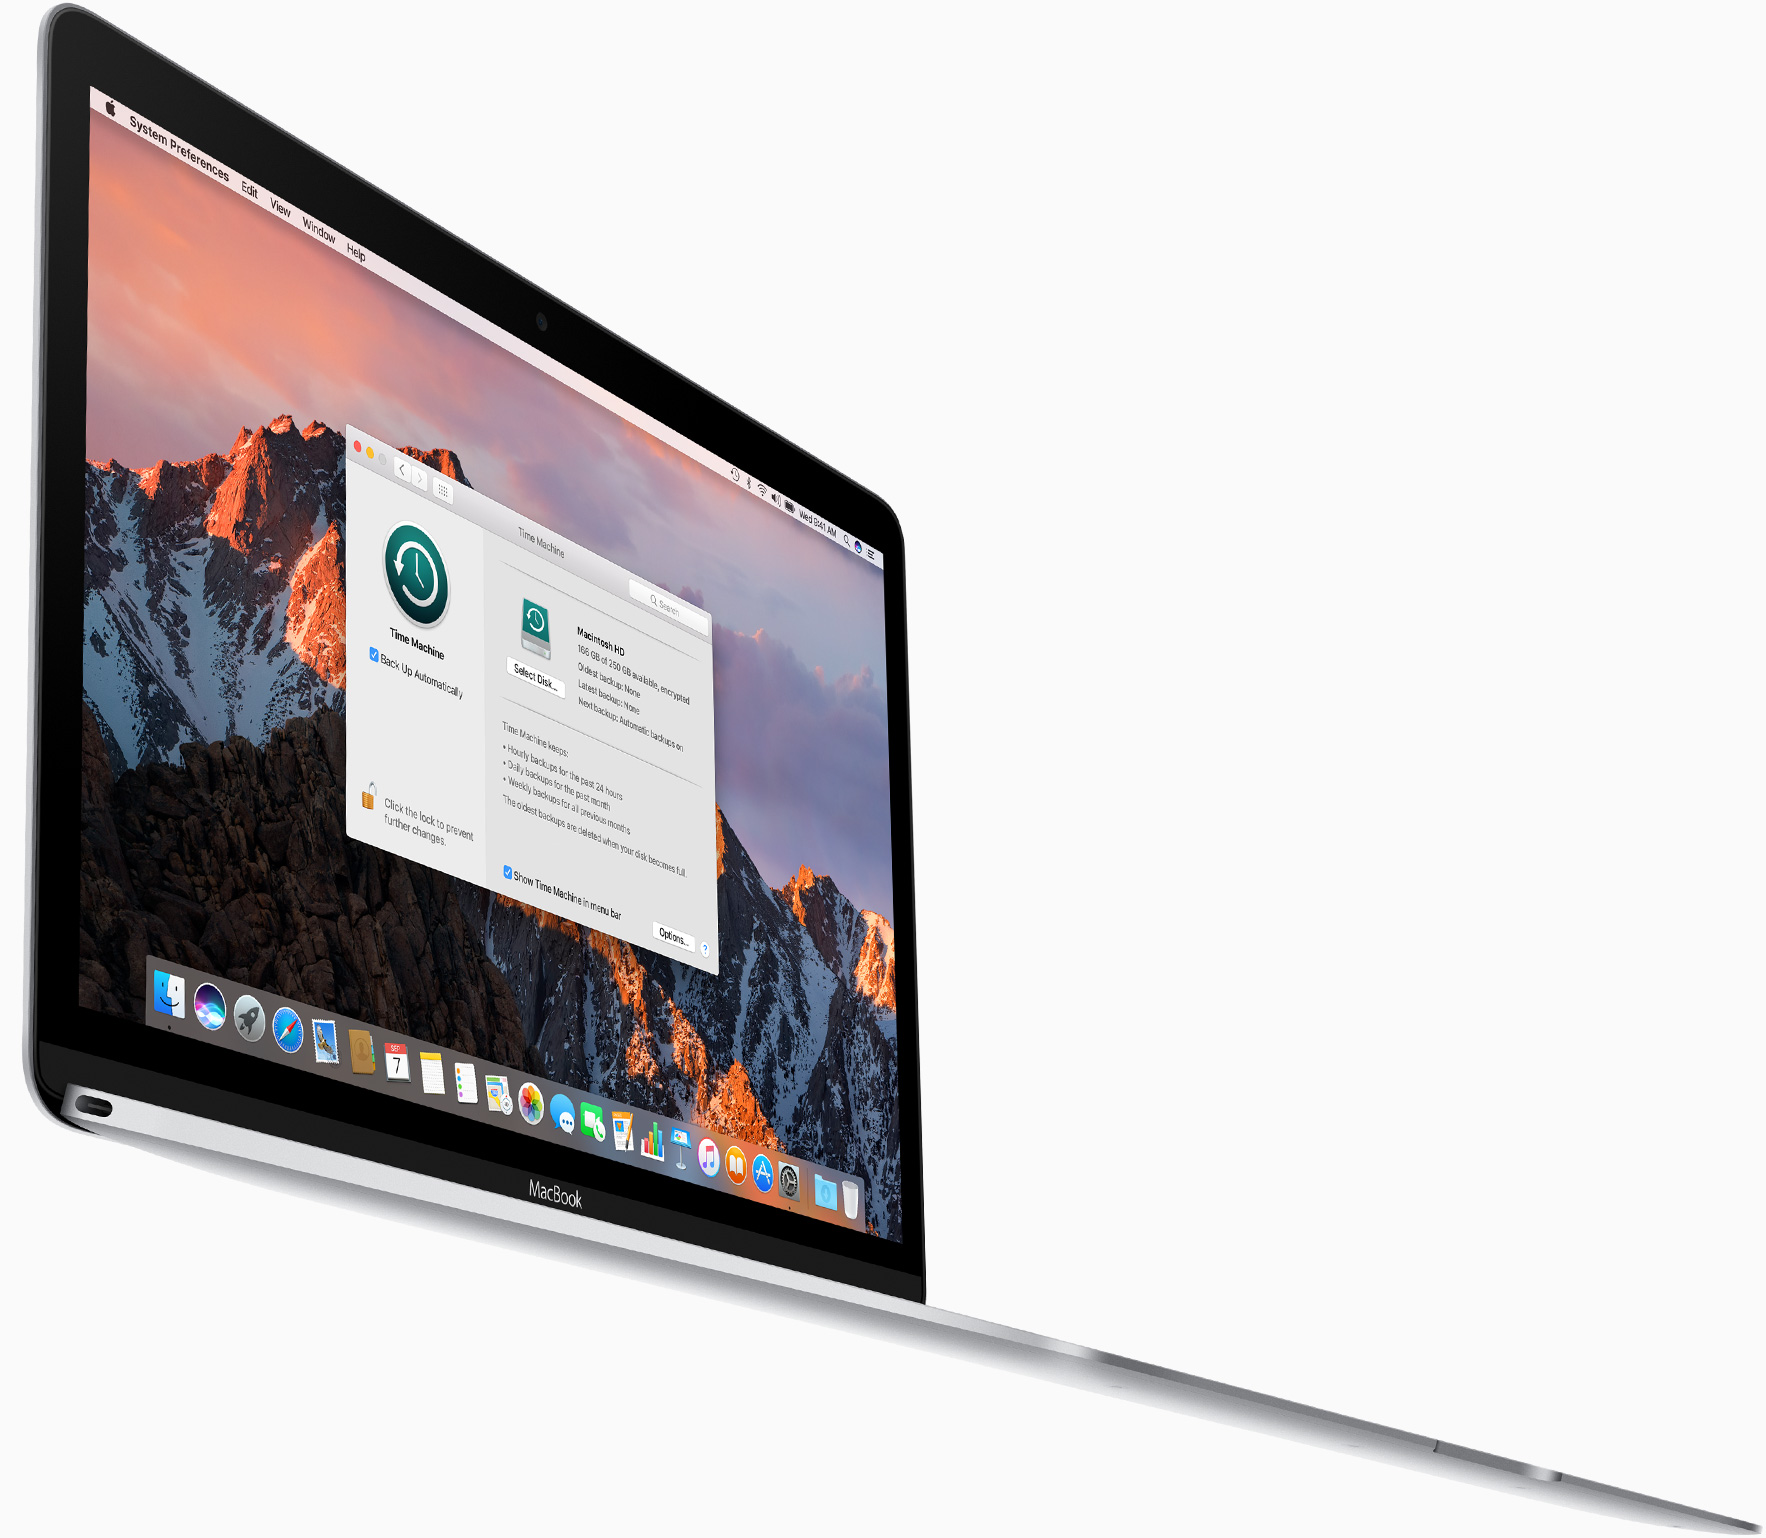 System Preferences Edit View Window Help
Wed 9:41 AM
Time Machine
Search
Time Machine
Back Up Automatically
Select Disk...
Macintosh HD
166 GB of 250 GB available, encrypted
Oldest backup: None
Latest backup: None
Next backup: Automatic backups on
Time Machine keeps:
• Hourly backups for the past 24 hours
• Daily backups for the past month
• Weekly backups for all previous months
The oldest backups are deleted when your disk becomes full.
Click the lock to prevent
further changes.
Show Time Machine in menu bar
Options...
?
SEP
7
MacBook